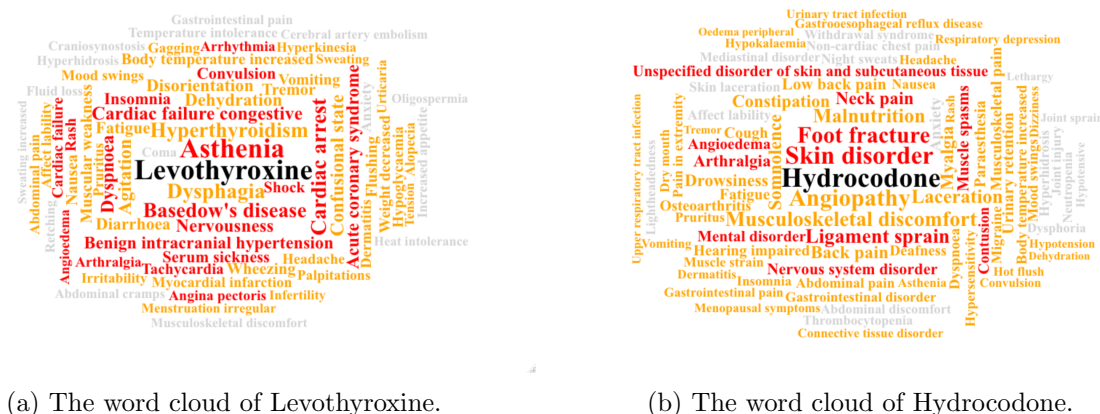 Gastrointestinal pain
Temperature intolerance
Cerebral artery embolism
Craniosynostosis
Gagging
Arrhythmia
Hyperkinesia
Hyperhidrosis
Body temperature increased
Sweating
Mood swings
Convulsion
Vomiting
Fluid loss
Disorientation
Tremor
Insomnia
Dehydration
Cardiac failure congestive
Fatigue
Hyperthyroidism
Asthenia
Coma
Levothyroxine
Dysphagia
Shock
Basedow's disease
Diarrhoea
Nervousness
Benign intracranial hypertension
Serum sickness
Headache
Arthralgia
Tachycardia
Wheezing
Irritability
Myocardial infarction
Palpitations
Abdominal cramps
Angina pectoris
Infertility
Menstruation irregular
Musculoskeletal discomfort
Sweating increased
Abdominal pain
Affect lability
Retching
Cardiac failure
Angioedema
Nausea
Rash
Muscular weakness
Pruritus
Dyspnoea
Agitation
Cardiac arrest
Confusional state
Acute coronary syndrome
Anxiety
Flushing
Dermatitis
Urticaria
Weight decreased
Hypoglycaemia
Alopecia
Tension
Increased appetite
Oligospermia
Heat intolerance
(a) The word cloud of Levothyroxine.
Urinary tract infection
Gastrooesophageal reflux disease
Oedema peripheral
Withdrawal syndrome
Respiratory depression
Hypokalaemia
Non-cardiac chest pain
Mediastinal disorder
Night sweats
Headache
Unspecified disorder of skin and subcutaneous tissue
Lethargy
Skin laceration
Low back pain
Nausea
Constipation
Neck pain
Affect lability
Malnutrition
Joint sprain
Tremor
Cough
Foot fracture
Angioedema
Arthralgia
Skin disorder
Drowsiness
Hydrocodone
Fatigue
Angiopathy
Laceration
Osteoarthritis
Pruritus
Musculoskeletal discomfort
Dysphoria
Mental disorder
Ligament sprain
Vomiting
Hearing impaired
Back pain
Deafness
Hypotension
Muscle strain
Dehydration
Dermatitis
Nervous system disorder
Hot flush
Insomnia
Abdominal pain
Asthenia
Convulsion
Gastrointestinal pain
Gastrointestinal disorder
Menopausal symptoms
Abdominal discomfort
Thrombocytopenia
Connective tissue disorder
Upper respiratory tract infection
Lightheadedness
Dry mouth
Pain in extremity
Somnolence
Anxiety
Myalgia
Rash
Muscle spasms
Paraesthesia
Musculoskeletal pain
Migraine
Urinary retention
Body temperature increased
Mood swings
Dizziness
Hyperhidrosis
Joint injury
Neutropenia
Hypotensive
Dyspnoea
Hypersensitivity
Contusion
(b) The word cloud of Hydrocodone.